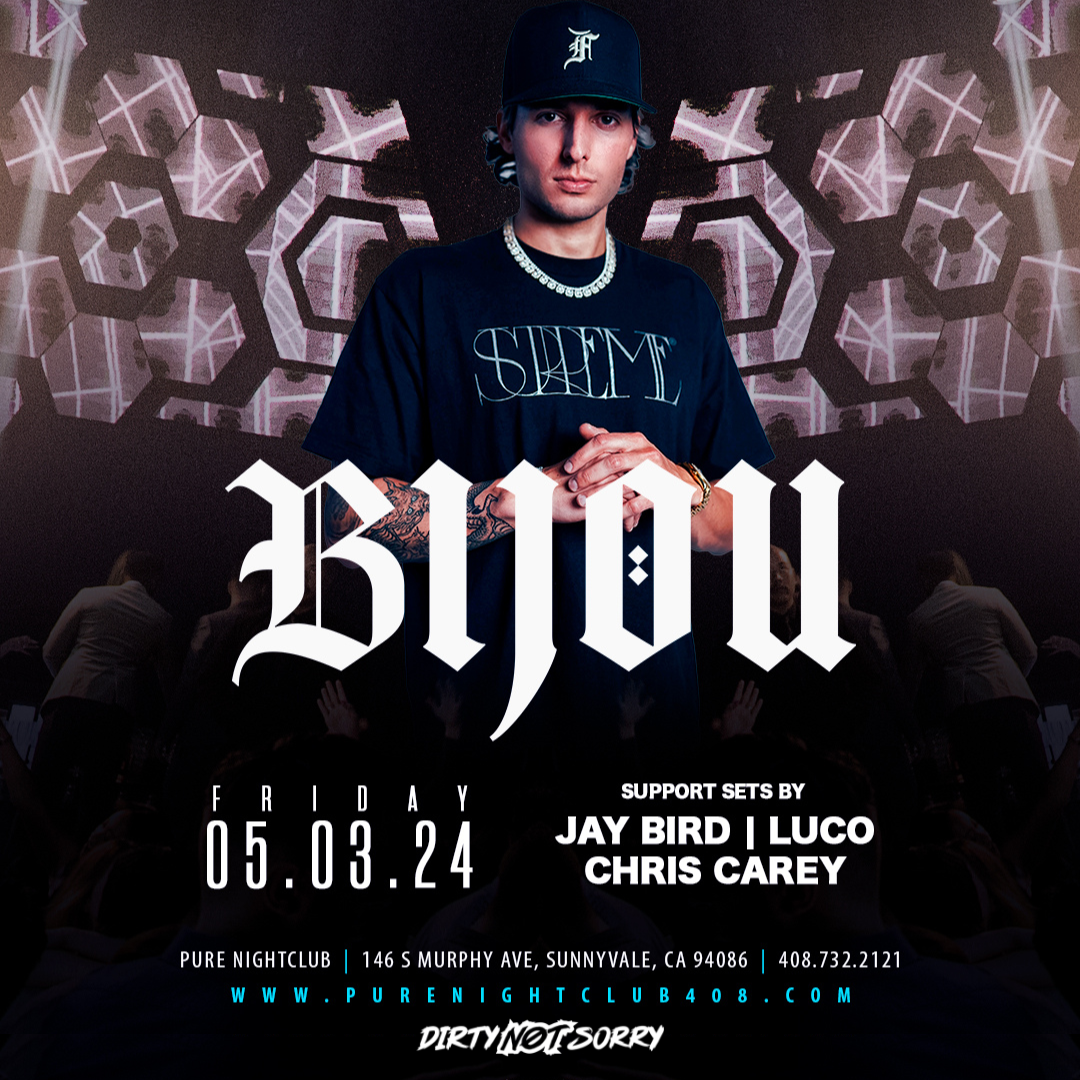 SUPREME
BIJOU
FRIDAY
05.03.24
SUPPORT SETS BY
JAY BIRD | LUCO
CHRIS CAREY
PURE NIGHTCLUB | 146 S MURPHY AVE, SUNNYVALE, CA 94086 | 408.732.2121
WWW.PURENIGHTCLUB408.COM
DIRTY NOT SORRY